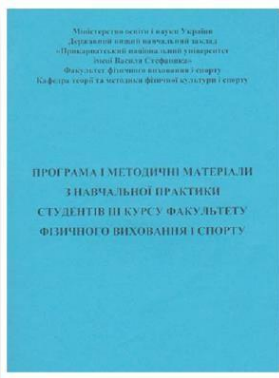 Міністерство освіти і науки України
Державний вищий навчальний заклад
«Прикарпатський національний університет
імені Василя Стефаника»
Факультет фізичного виховання і спорту
Кафедра теорії та методики фізичної культури і спорту
ПРОГРАМА І МЕТОДИЧНІ МАТЕРІАЛИ
З НАВЧАЛЬНОЇ ПРАКТИКИ
СТУДЕНТІВ ІІІ КУРСУ ФАКУЛЬТЕТУ
ФІЗИЧНОГО ВИХОВАННЯ І СПОРТУ